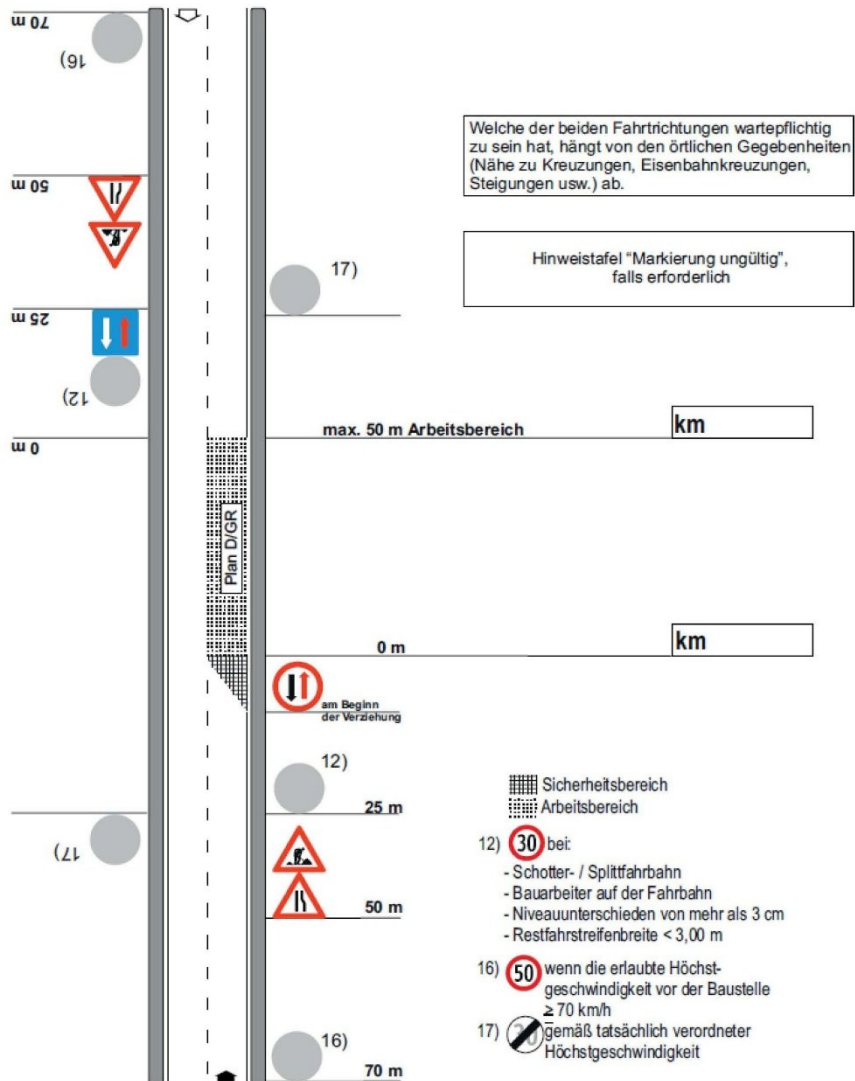 70 m
16)
50 m
25 m
12)
0 m
17)
Welche der beiden Fahrtrichtungen wartepflichtig
zu sein hat, hängt von den örtlichen Gegebenheiten
(Nähe zu Kreuzungen, Eisenbahnkreuzungen,
Steigungen usw.) ab.
Hinweistafel "Markierung ungültig",
falls erforderlich
17)
max. 50 m Arbeitsbereich
km
Plan D/GR
0 m
km
am Beginn
der Verziehung
12)
25 m
50 m
16)
70 m
Sicherheitsbereich
Arbeitsbereich
12) 30 bei:
- Schotter- / Splittfahrbahn
- Bauarbeiter auf der Fahrbahn
- Niveauunterschieden von mehr als 3 cm
- Restfahrstreifenbreite < 3,00 m
16) 50 wenn die erlaubte Höchst-
geschwindigkeit vor der Baustelle
≥ 70 km/h
17) 30 gemäß tatsächlich verordneter
Höchstgeschwindigkeit